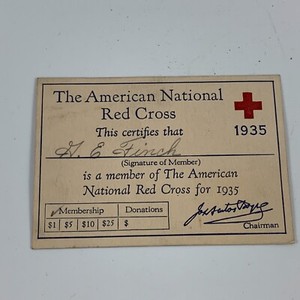 The American National
Red Cross
This certifies that 1935
G. E. Finch
(Signature of Member)
is a member of The American
National Red Cross for 1935
✓ Membership Donations
$1 $5 $10 $25 $
Chairman